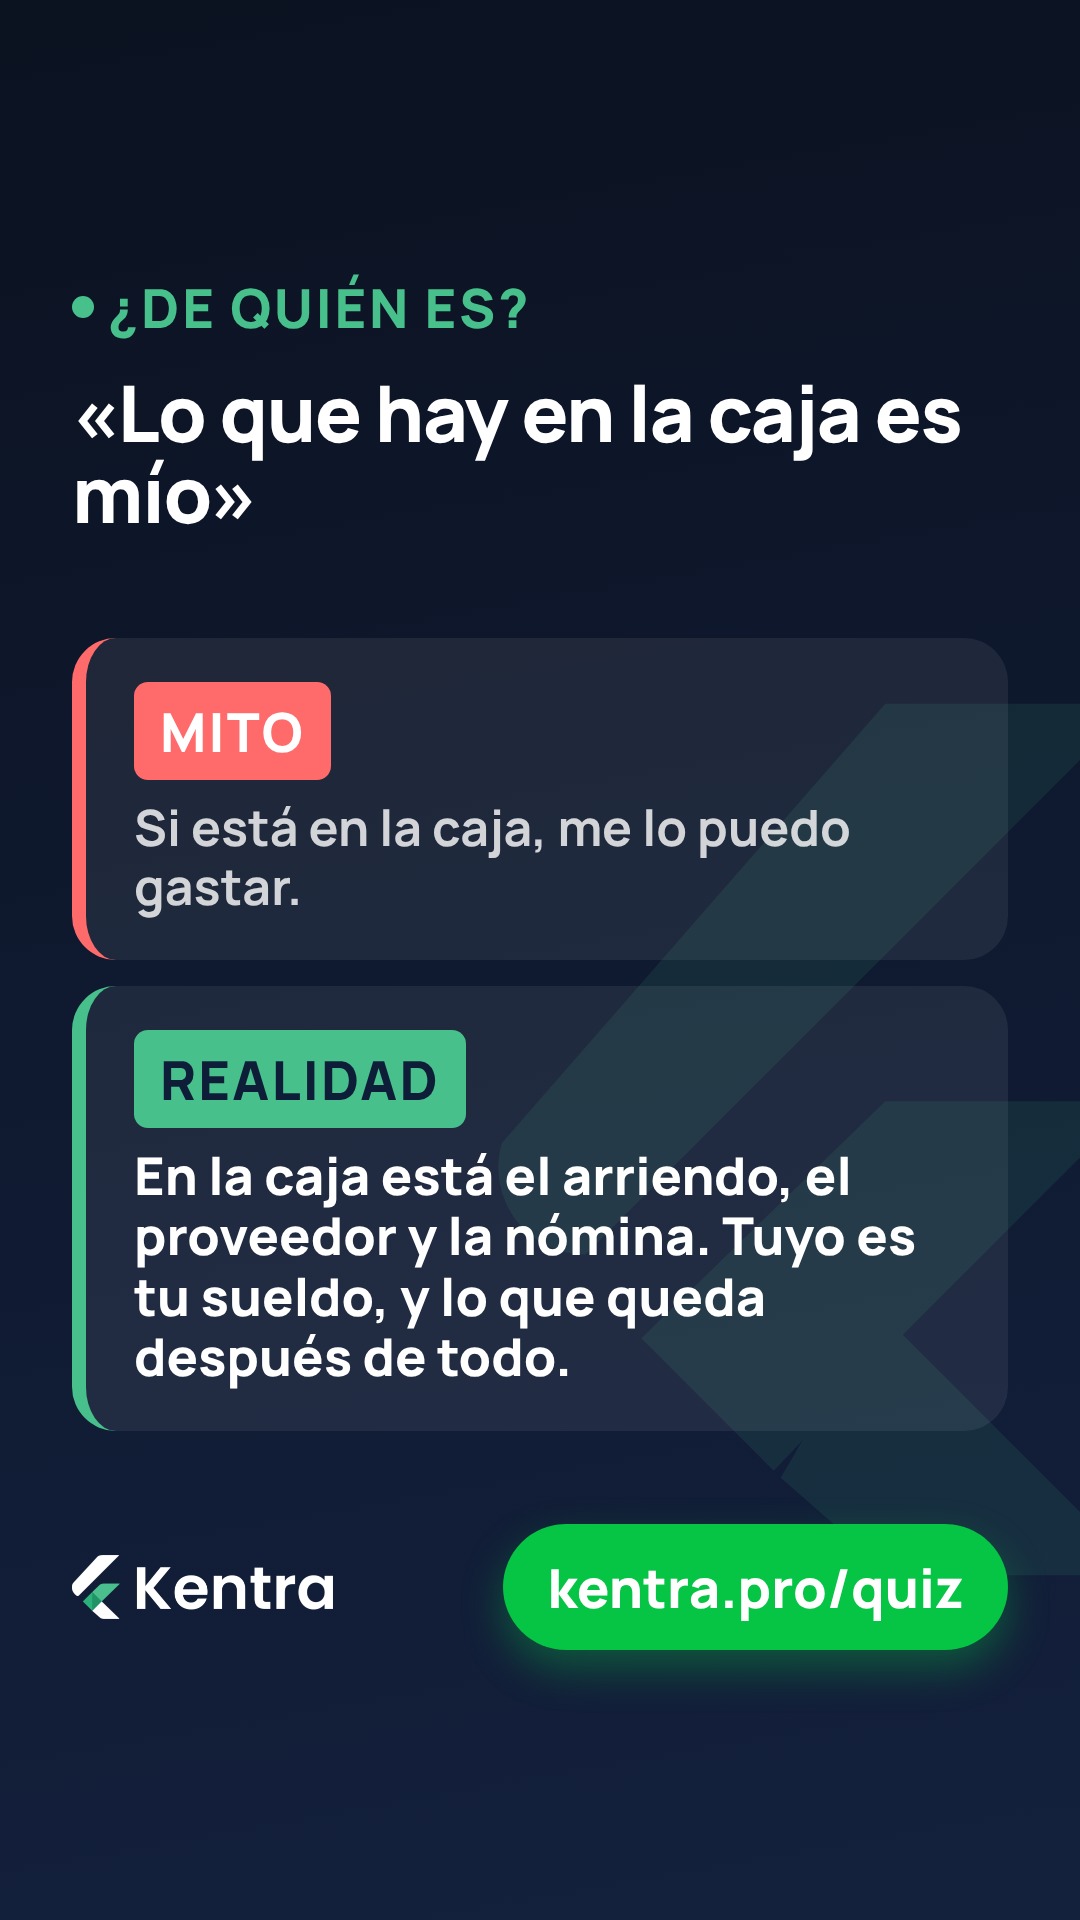 ¿DE QUIÉN ES?
«Lo que hay en la caja es
mío»
MITO
Si está en la caja, me lo puedo
gastar.
REALIDAD
En la caja está el arriendo, el
proveedor y la nómina. Tuyo es
tu sueldo, y lo que queda
después de todo.
Kentra
kentra.pro/quiz